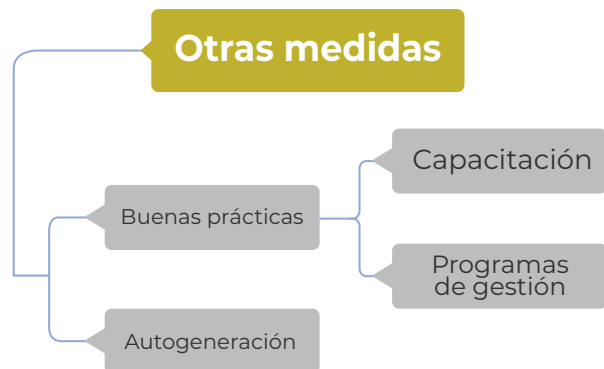 Otras medidas
Buenas prácticas
Capacitación
Programas
de gestión
Autogeneración